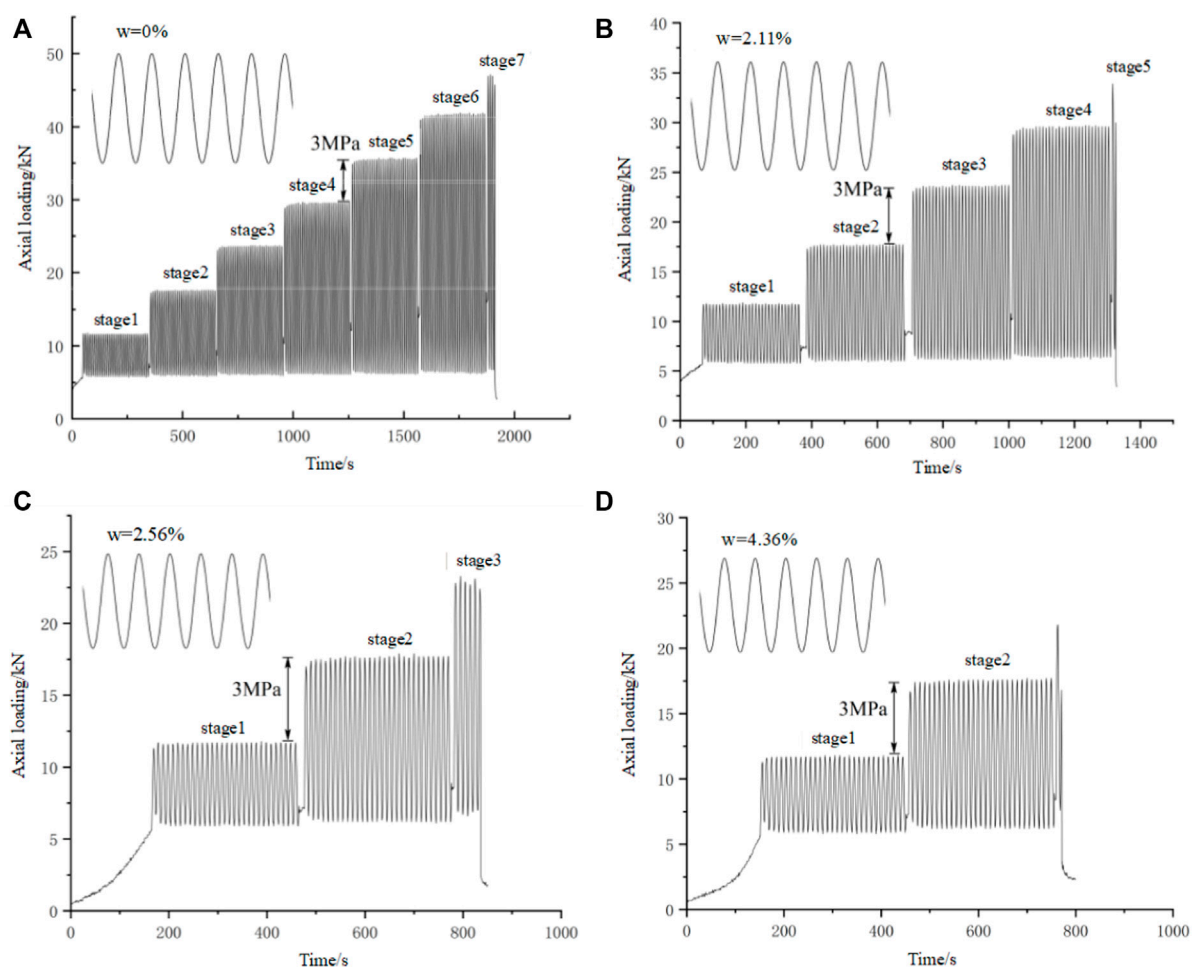 A
w=0%
stage7
stage6
stage5
3MPa
stage4
stage3
stage2
stage1
50
40
30
20
10
0
Axial loading/kN
0
500
1000
1500
2000
Time/s
B
w=2.11%
stage5
stage4
stage3
3MPa
stage2
stage1
40
35
30
25
20
15
10
5
0
Axial loading/kN
0
200
400
600
800
1000
1200
1400
Time/s
C
w=2.56%
stage3
stage2
3MPa
stage1
25
20
15
10
5
0
Axial loading/kN
0
200
400
600
800
1000
Time/s
D
w=4.36%
stage2
3MPa
stage1
30
25
20
15
10
5
0
Axial loading/kN
0
200
400
600
800
1000
Time/s